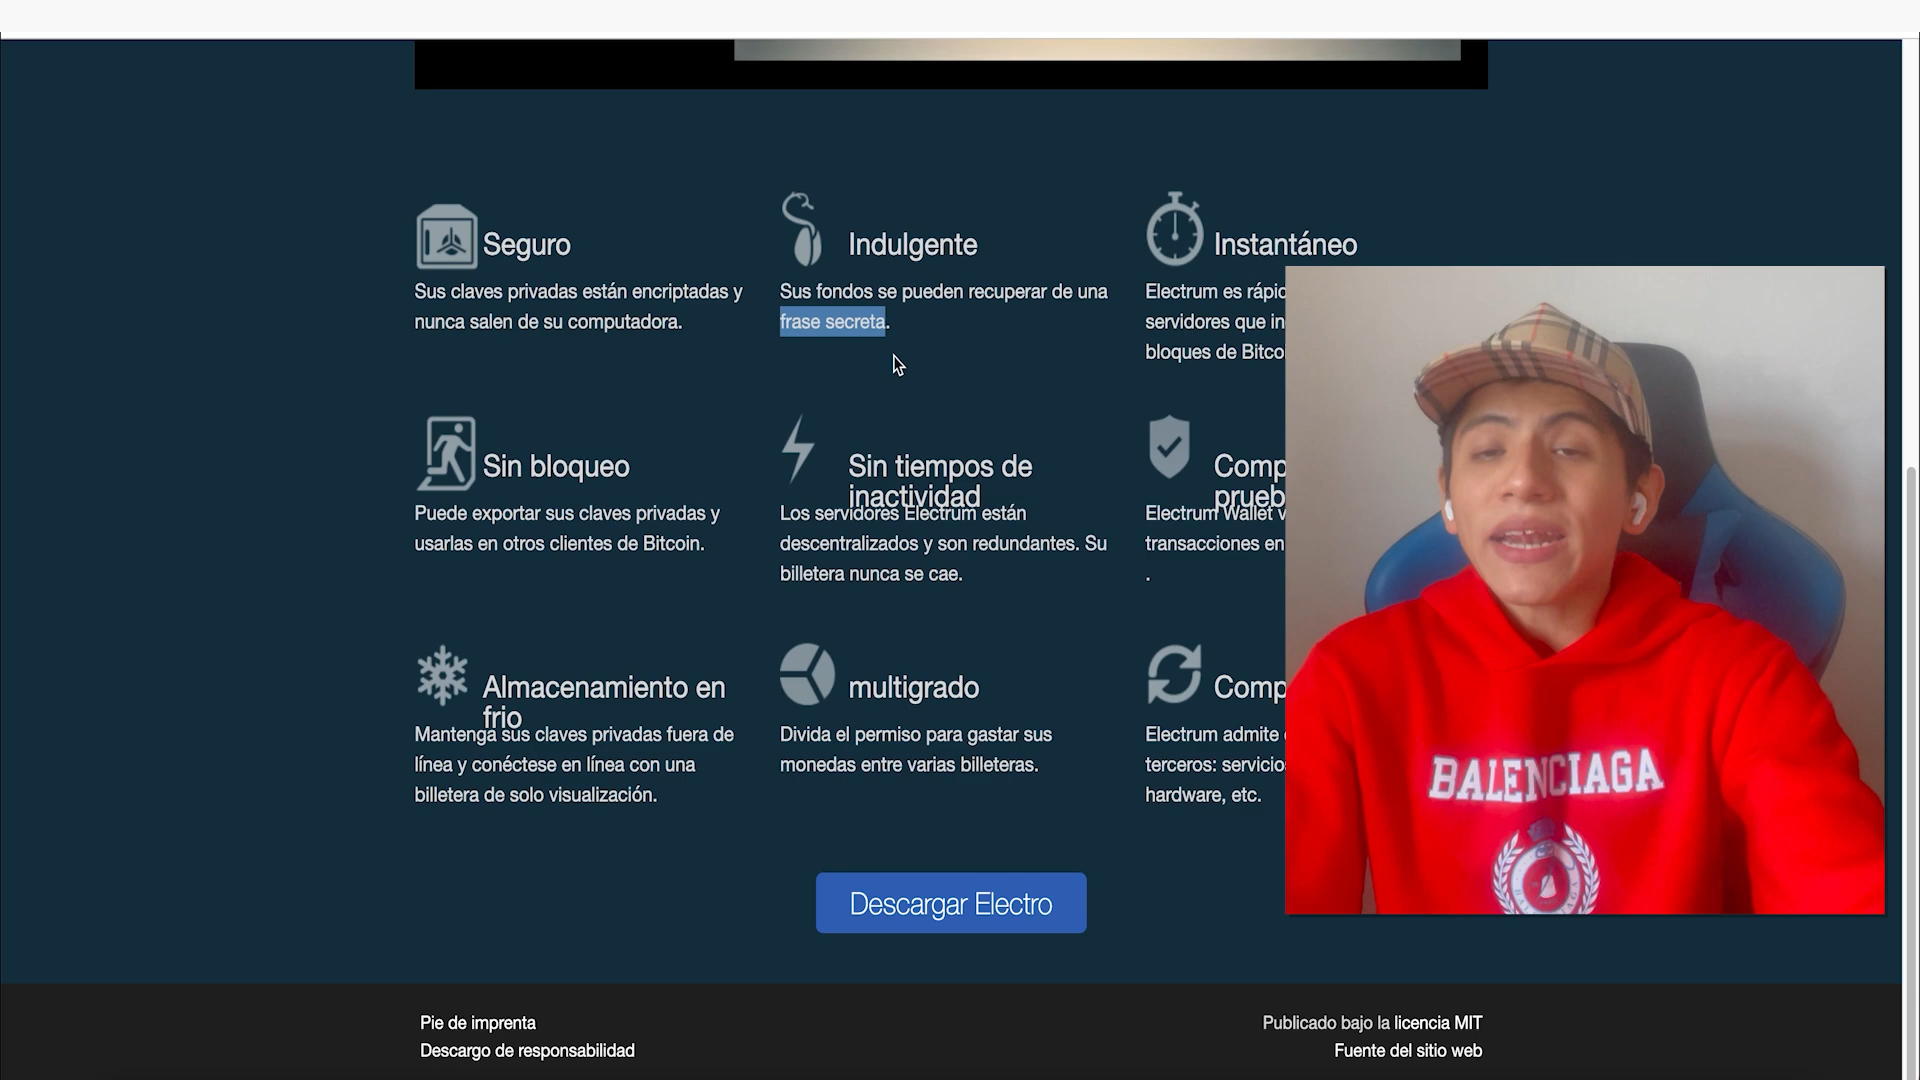 Seguro
Sus claves privadas están encriptadas y
nunca salen de su computadora.
Indulgente
Sus fondos se pueden recuperar de una
frase secreta.
Instantáneo
Electrum es rápic
servidores que in
bloques de Bitco
Sin bloqueo
Puede exportar sus claves privadas y
usarlas en otros clientes de Bitcoin.
Sin tiempos de
inactividad
Los servidores Electrum están
descentralizados y son redundantes. Su
billetera nunca se cae.
Comp
prueb
Electrum Wallet v
transacciones en
.
Almacenamiento en
frio
Mantenga sus claves privadas fuera de
línea y conéctese en línea con una
billetera de solo visualización.
multigrado
Divida el permiso para gastar sus
monedas entre varias billeteras.
Comp
Electrum admite
terceros: servicio
hardware, etc.
BALENCIAGA
Descargar Electro
Pie de imprenta
Descargo de responsabilidad
Publicado bajo la licencia MIT
Fuente del sitio web